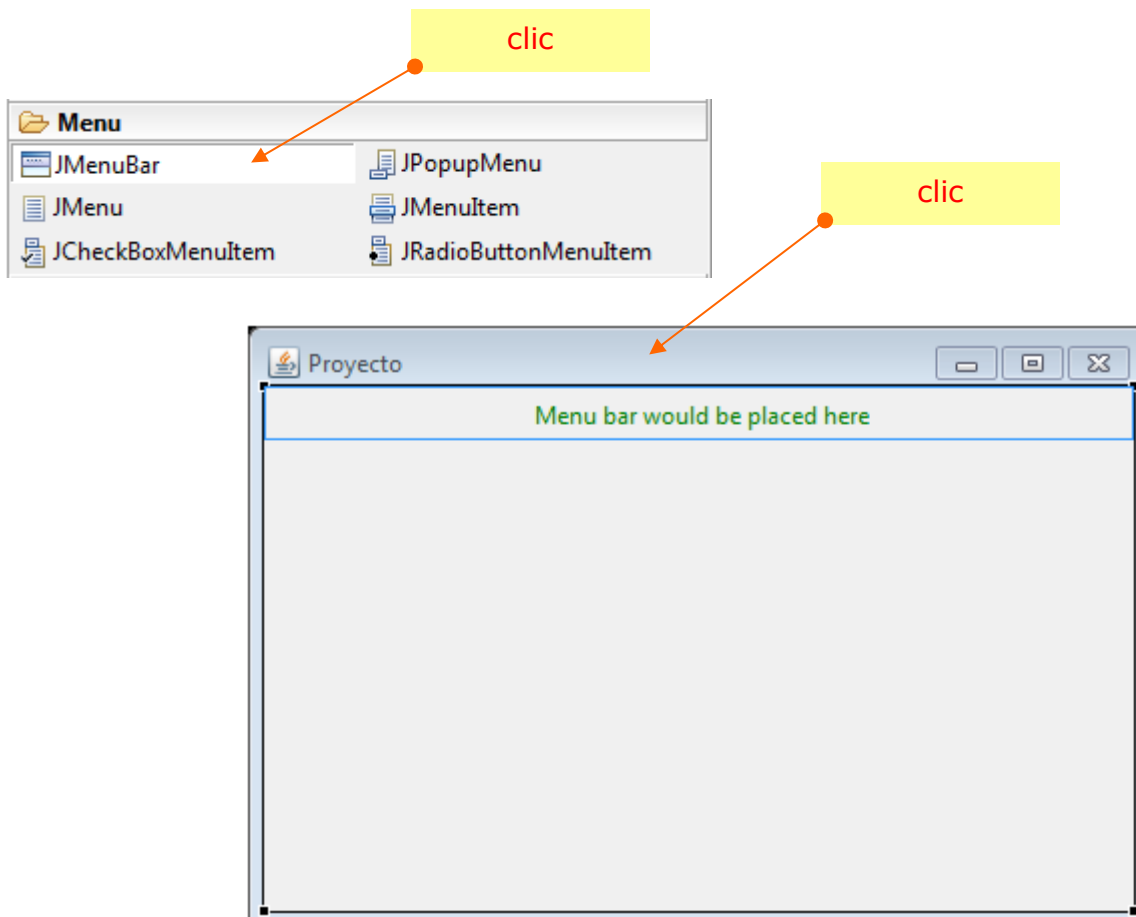 clic
Menu
JMenuBar
JPopupMenu
JMenu
JMenuItem
JCheckBoxMenuItem
JRadioButtonMenuItem
clic
Proyecto
Menu bar would be placed here